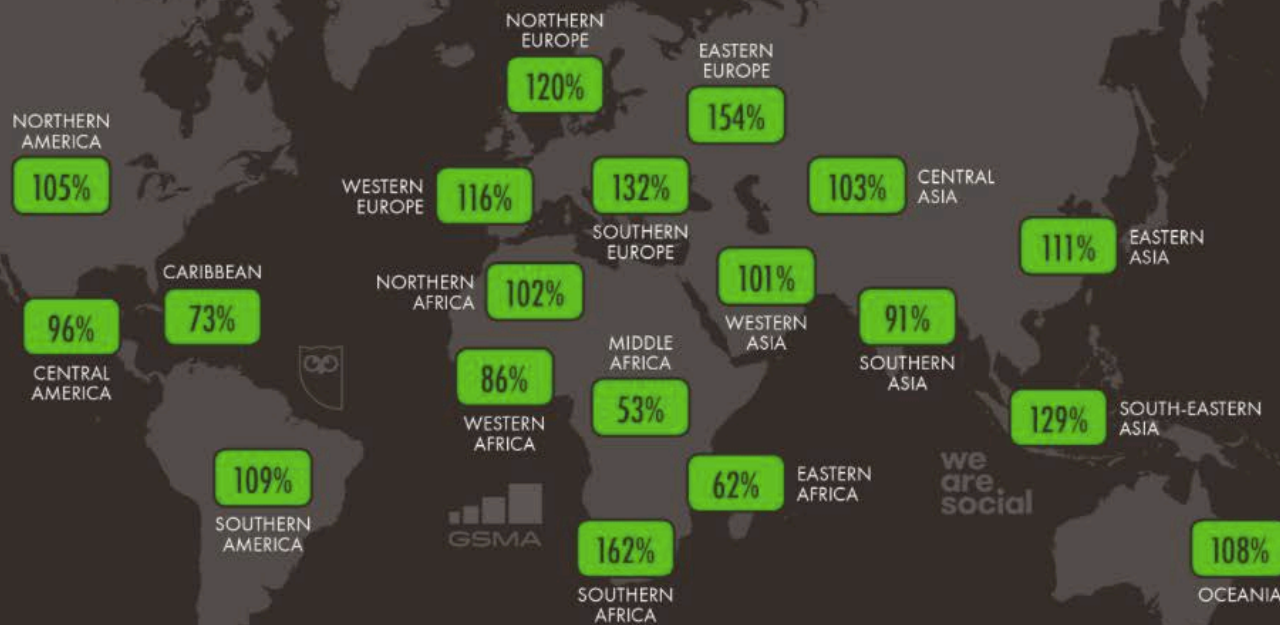 NORTHERN
EUROPE
120%
EASTERN
EUROPE
154%
NORTHERN
AMERICA
105%
WESTERN
EUROPE
116%
132%
SOUTHERN
EUROPE
103%
CENTRAL
ASIA
111%
EASTERN
ASIA
CARIBBEAN
73%
NORTHERN
AFRICA
102%
101%
WESTERN
ASIA
91%
SOUTHERN
ASIA
96%
CENTRAL
AMERICA
86%
WESTERN
AFRICA
MIDDLE
AFRICA
53%
129%
SOUTH-EASTERN
ASIA
109%
SOUTHERN
AMERICA
GSMA
62%
EASTERN
AFRICA
we
are
social
162%
SOUTHERN
AFRICA
108%
OCEANIA